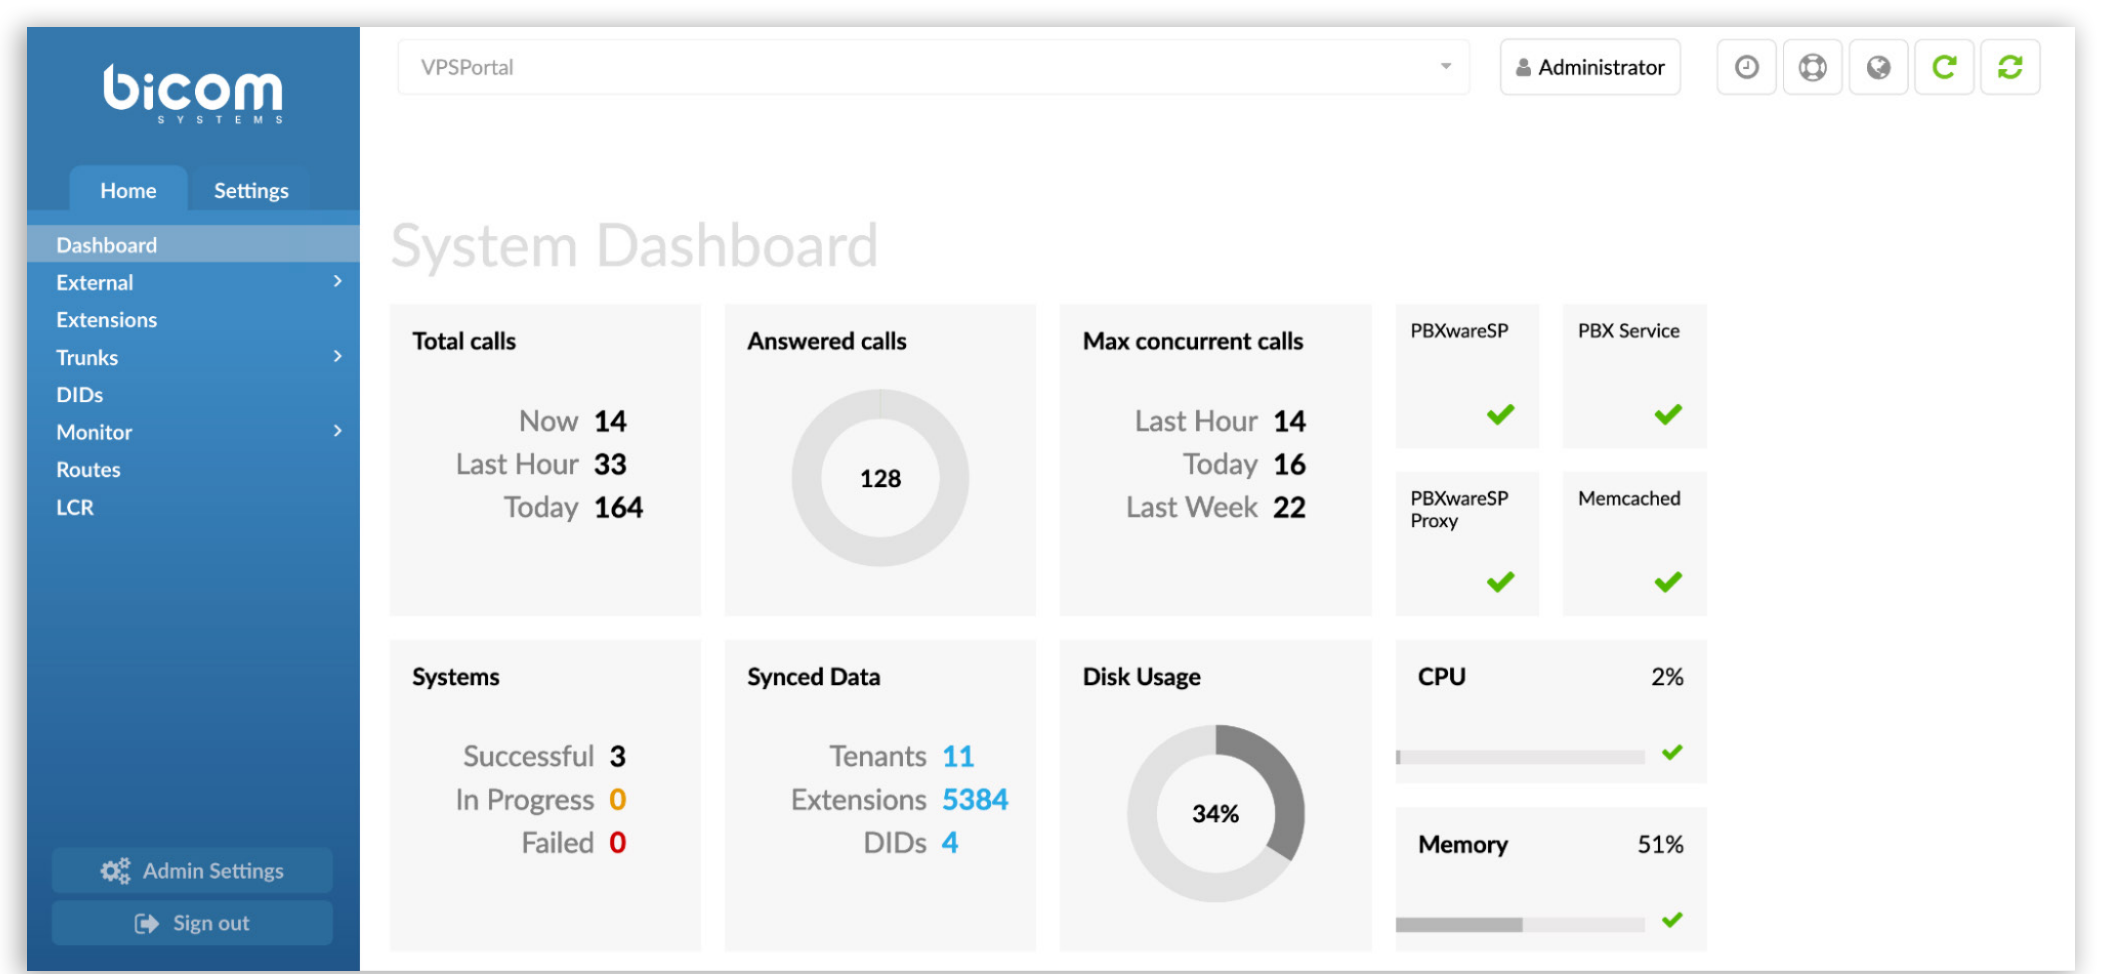 bicom
SYSTEMS
VPSPortal
Administrator
Home Settings
Dashboard
External
Extensions
Trunks
DIDs
Monitor
Routes
LCR
Admin Settings
Sign out
System Dashboard
Total calls
Now 14
Last Hour 33
Today 164
Answered calls
128
Max concurrent calls
Last Hour 14
Today 16
Last Week 22
PBXwareSP
PBX Service
PBXwareSP
Proxy
Memcached
Systems
Successful 3
In Progress 0
Failed 0
Synced Data
Tenants 11
Extensions 5384
DIDs 4
Disk Usage
34%
CPU 2%
Memory 51%